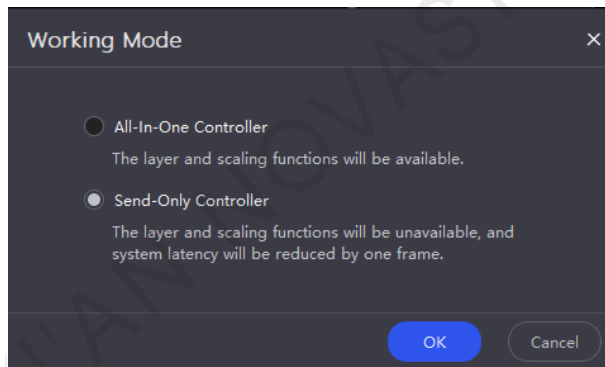 Working Mode
All-In-One Controller
The layer and scaling functions will be available.
Send-Only Controller
The layer and scaling functions will be unavailable, and
system latency will be reduced by one frame.
OK
Cancel